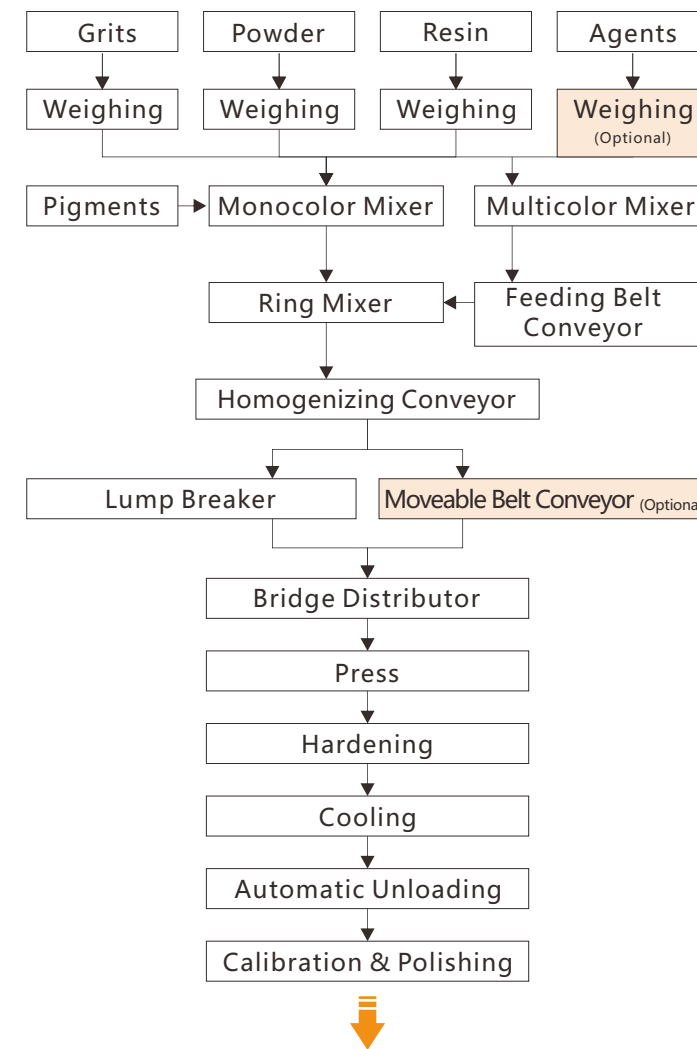 Grits
Powder
Resin
Agents
Weighing
Weighing
Weighing
Weighing
(Optional)
Pigments
Monocolor Mixer
Multicolor Mixer
Ring Mixer
Feeding Belt
Conveyor
Homogenizing Conveyor
Lump Breaker
Moveable Belt Conveyor (Optiona
Bridge Distributor
Press
Hardening
Cooling
Automatic Unloading
Calibration & Polishing